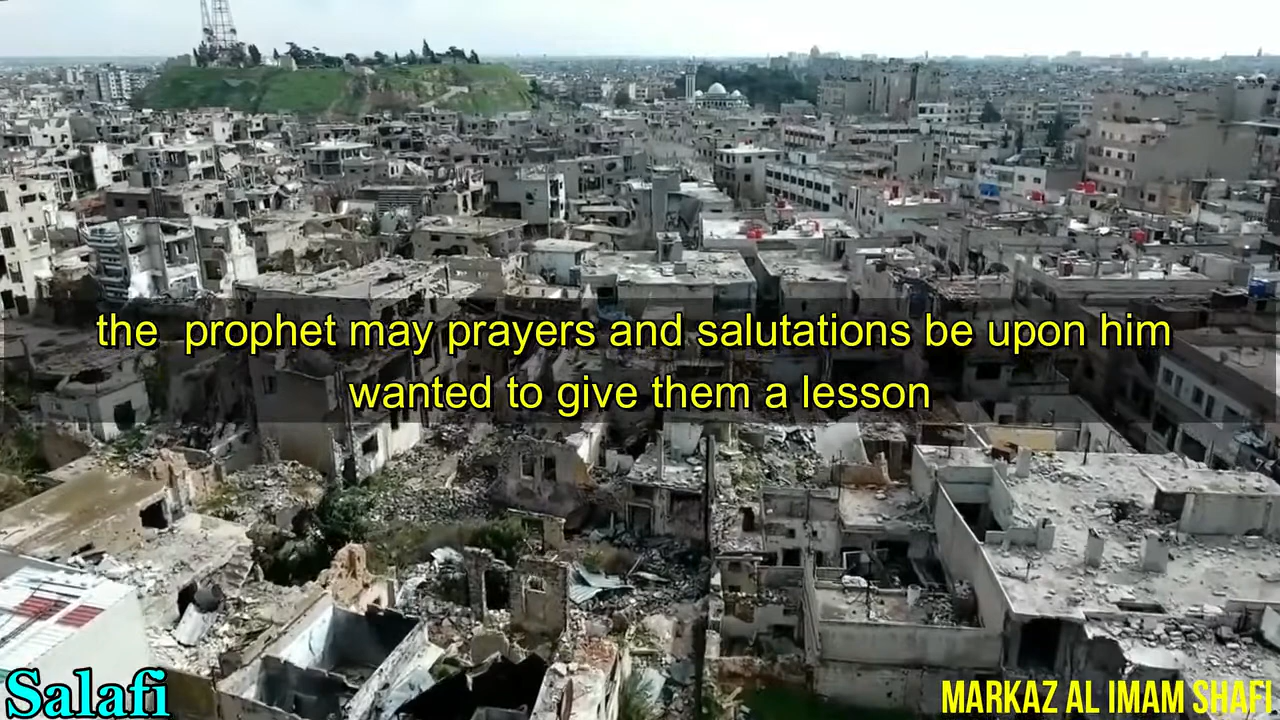 the prophet may prayers and salutations be upon him
wanted to give them a lesson
Salafi
MARKAZ AL IMAM SHAFI